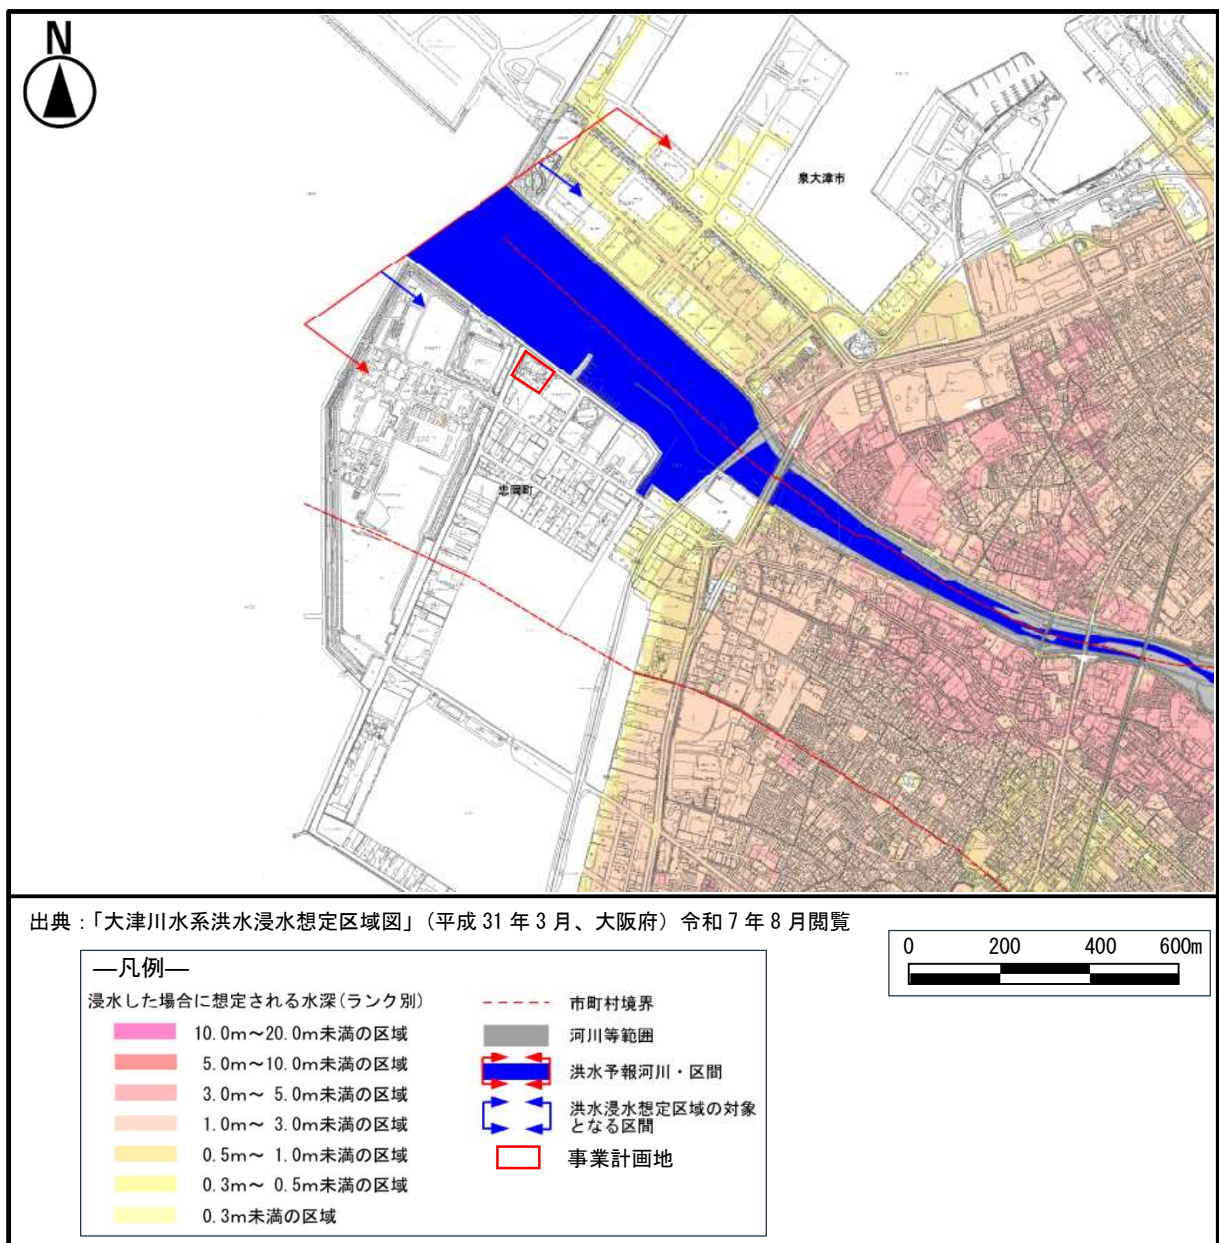 N
泉大津市
忠岡町
出典：「大津川水系洪水浸水想定区域図」（平成 31 年 3 月、大阪府）令和 7 年 8 月閲覧
0 200 400 600m
―凡例―
浸水した場合に想定される水深(ランク別)
10.0m～20.0m未満の区域
5.0m～10.0m未満の区域
3.0m～ 5.0m未満の区域
1.0m～ 3.0m未満の区域
0.5m～ 1.0m未満の区域
0.3m～ 0.5m未満の区域
0.3m未満の区域
市町村境界
河川等範囲
洪水予報河川・区間
洪水浸水想定区域の対象
となる区間
事業計画地